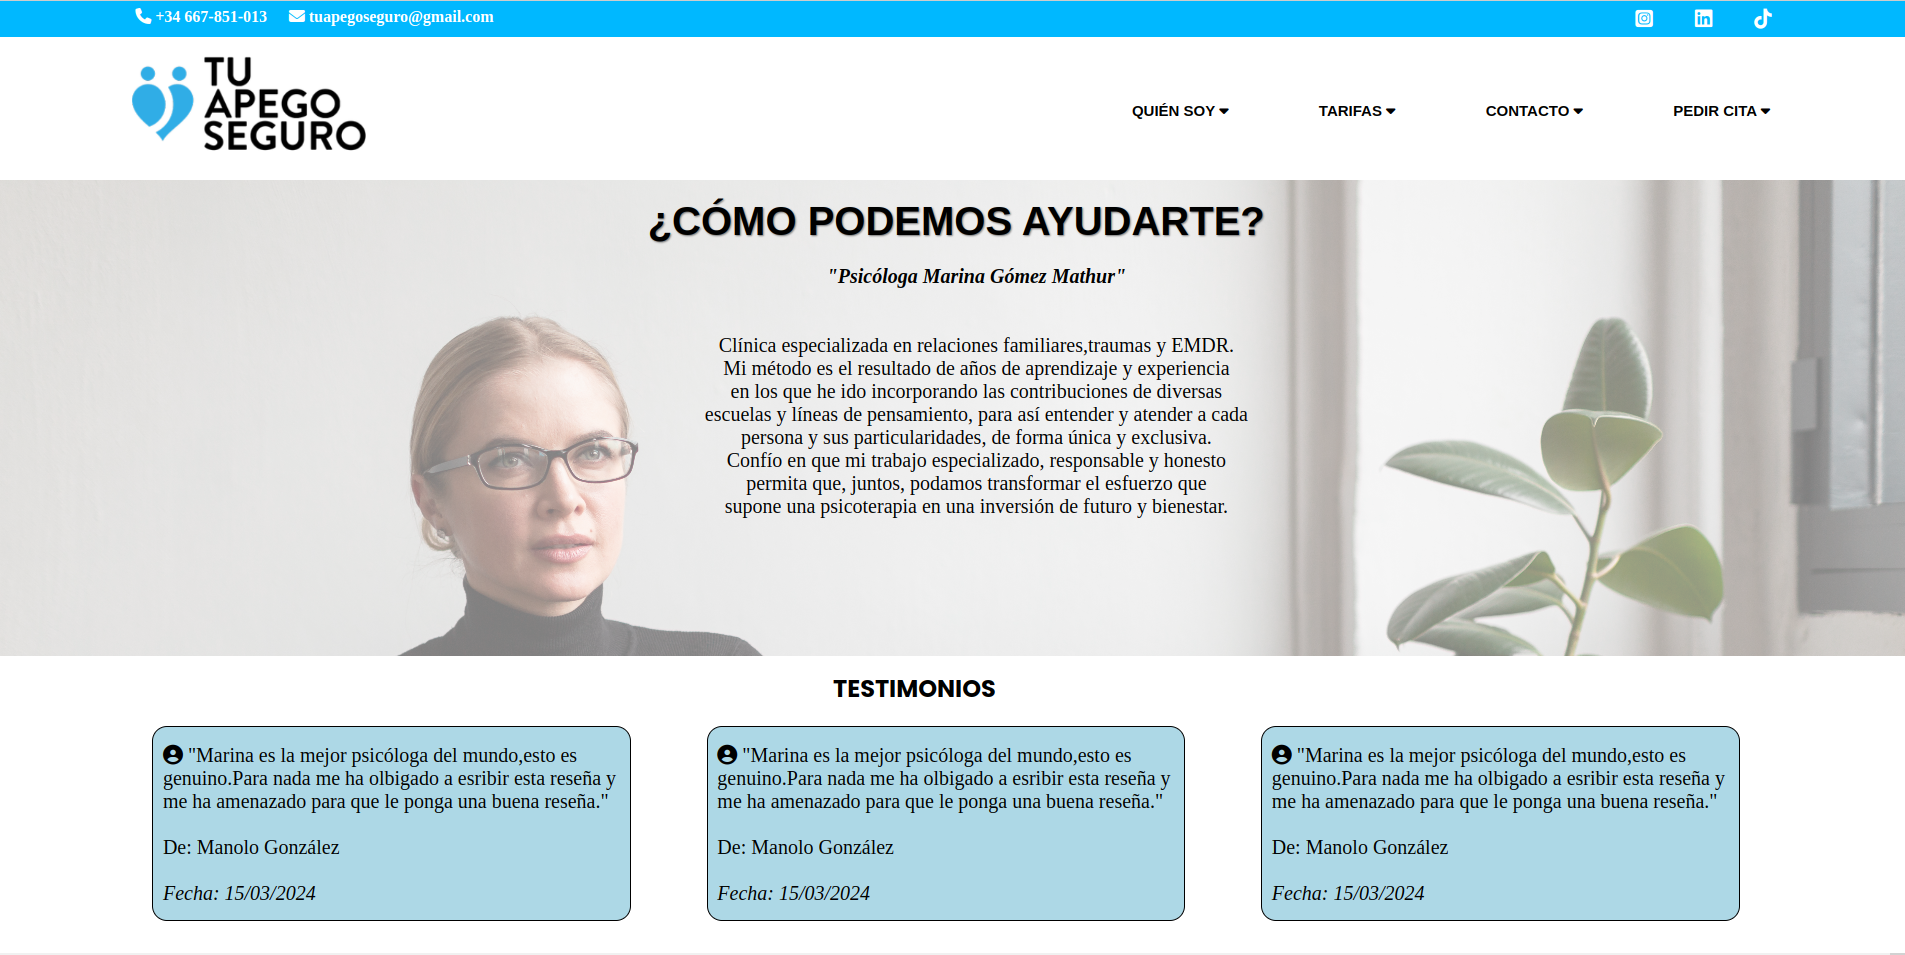 +34 667-851-013 tuapegoseguro@gmail.com
TU
APEGO
SEGURO
QUIÉN SOY TARIFAS CONTACTO PEDIR CITA
¿CÓMO PODEMOS AYUDARTE?
"Psicóloga Marina Gómez Mathur"
Clínica especializada en relaciones familiares,traumas y EMDR.
Mi método es el resultado de años de aprendizaje y experiencia
en los que he ido incorporando las contribuciones de diversas
escuelas y líneas de pensamiento, para así entender y atender a cada
persona y sus particularidades, de forma única y exclusiva.
Confío en que mi trabajo especializado, responsable y honesto
permita que, juntos, podamos transformar el esfuerzo que
supone una psicoterapia en una inversión de futuro y bienestar.
TESTIMONIOS
"Marina es la mejor psicóloga del mundo,esto es
genuino.Para nada me ha olbigado a esribir esta reseña y
me ha amenazado para que le ponga una buena reseña."
De: Manolo González
Fecha: 15/03/2024
"Marina es la mejor psicóloga del mundo,esto es
genuino.Para nada me ha olbigado a esribir esta reseña y
me ha amenazado para que le ponga una buena reseña."
De: Manolo González
Fecha: 15/03/2024
"Marina es la mejor psicóloga del mundo,esto es
genuino.Para nada me ha olbigado a esribir esta reseña y
me ha amenazado para que le ponga una buena reseña."
De: Manolo González
Fecha: 15/03/2024